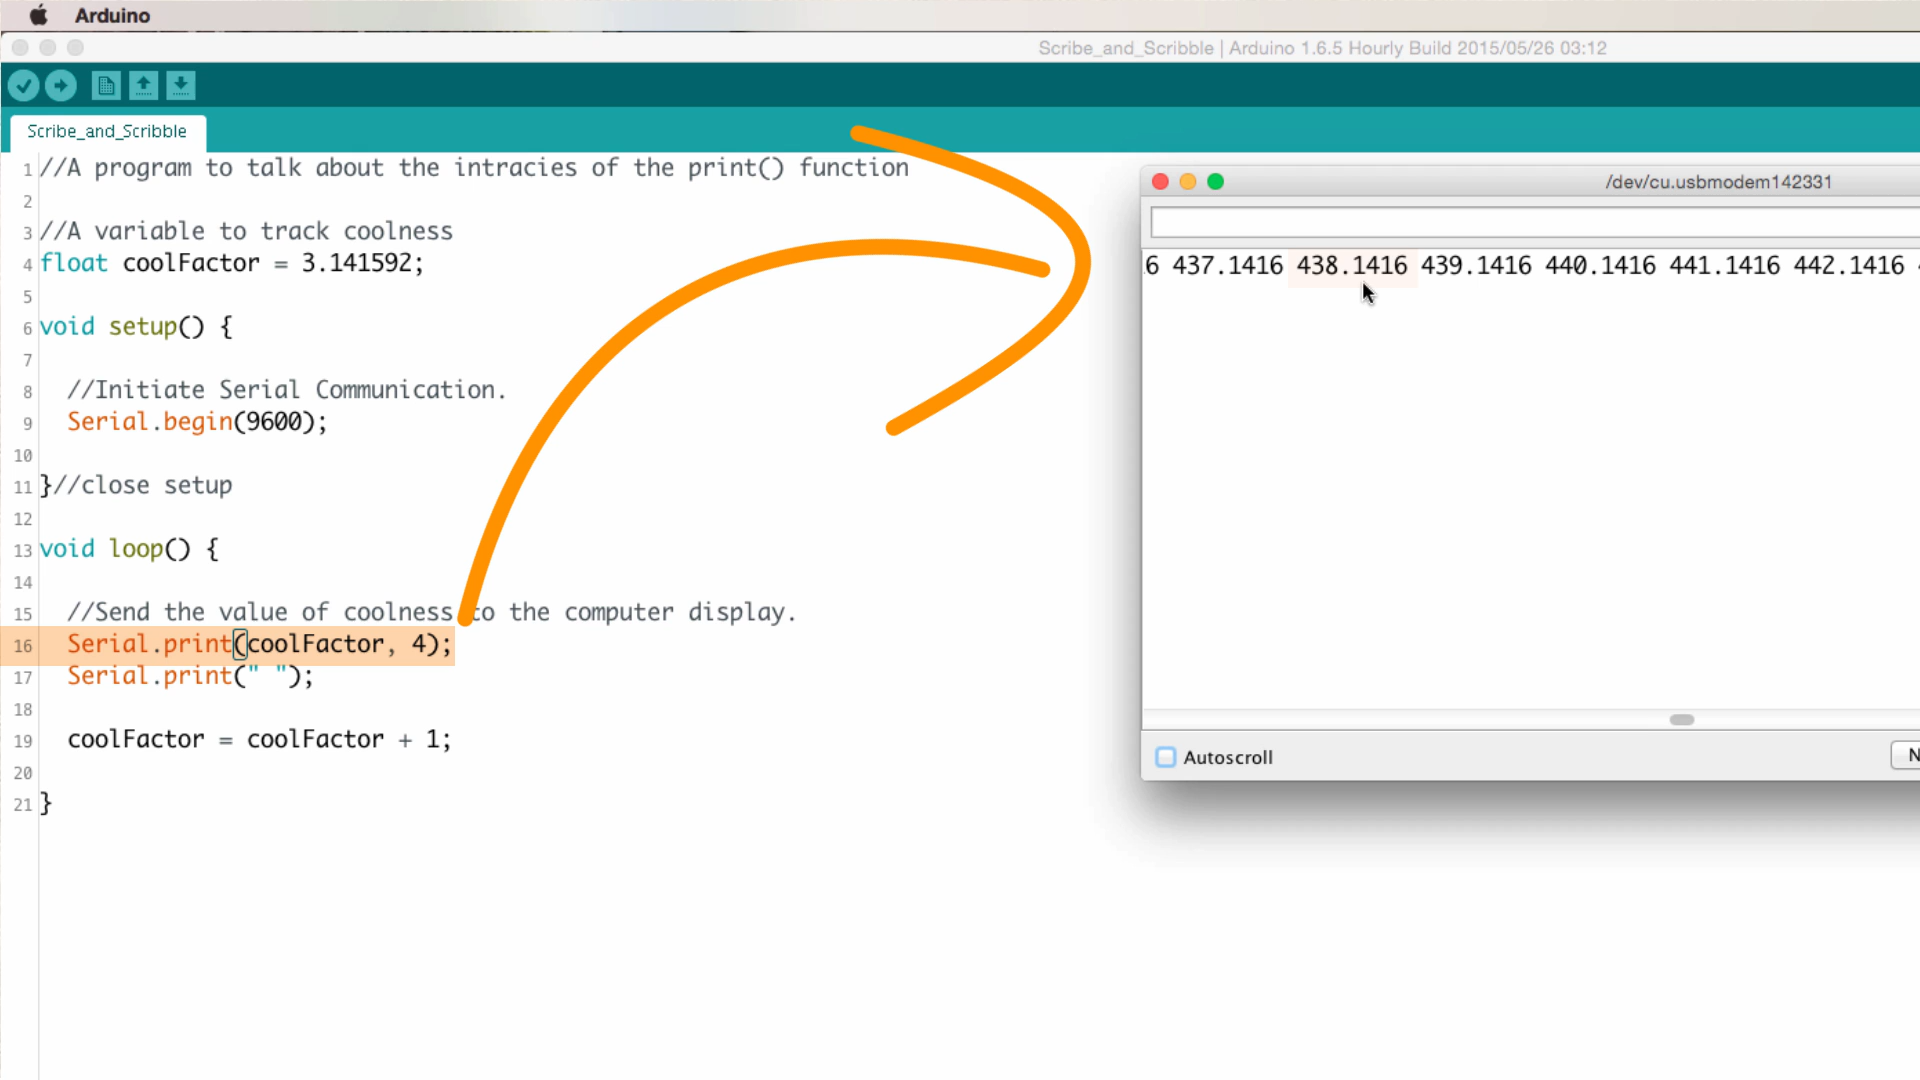 Arduino
Scribe_and_Scribble | Arduino 1.6.5 Hourly Build 2015/05/26 03:12
Scribe_and_Scribble
1 //A program to talk about the intracies of the print() function
2
3 //A variable to track coolness
4 float coolFactor = 3.141592;
5
6 void setup() {
7
8 //Initiate Serial Communication.
9 Serial.begin(9600);
10
11 }//close setup
12
13 void loop() {
14
15 //Send the value of coolness to the computer display.
16 Serial.print(coolFactor, 4);
17 Serial.print(" ");
18
19 coolFactor = coolFactor + 1;
20
21 }
/dev/cu.usbmodem142331
6 437.1416 438.1416 439.1416 440.1416 441.1416 442.1416
Autoscroll
N